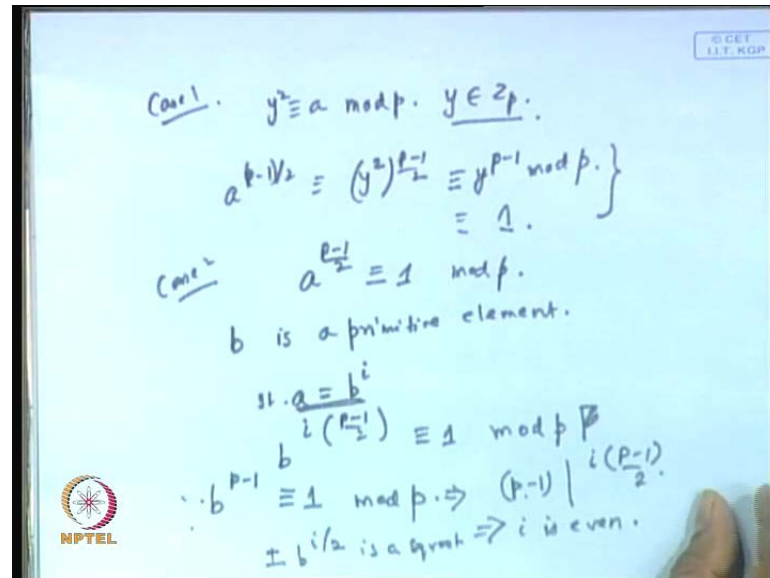 © CET
I.I.T. KGP
Case 1. y² ≡ a mod p. y ∈ Zp.
a^(p-1)/2 ≡ (y²)^(p-1)/2 ≡ y^(p-1) mod p. }
≡ 1.
Case 2 a^(p-1)/2 ≡ 1 mod p.
b is a primitive element.
st. a = b^i
b^i(p-1)/2 ≡ 1 mod p
∴ b^(p-1) ≡ 1 mod p. ⇒ (p-1) | i(p-1)/2.
± b^(i/2) is a sqroot ⇒ i is even.
NPTEL